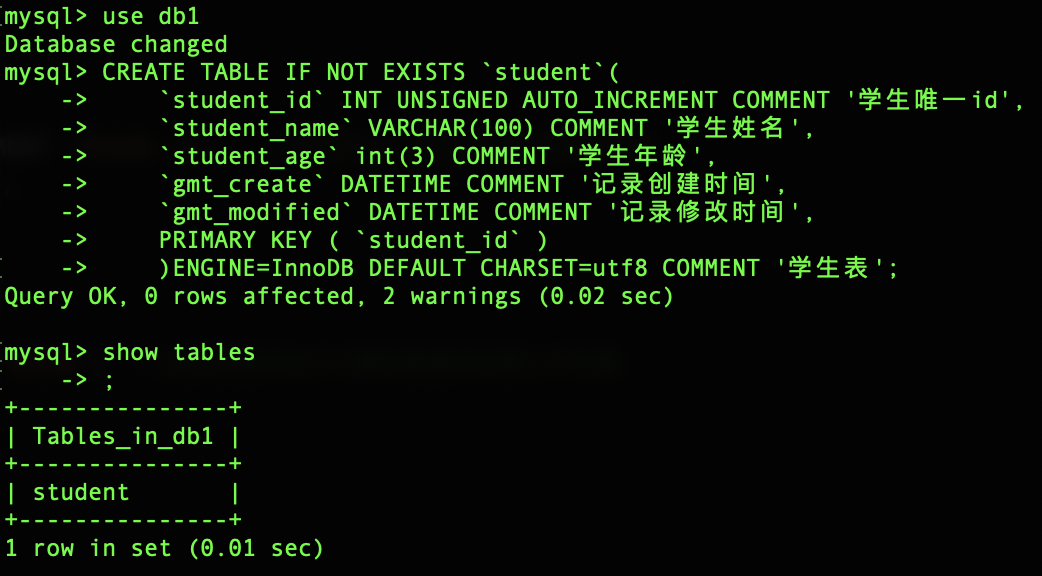 mysql> use db1
Database changed
mysql> CREATE TABLE IF NOT EXISTS `student`(
    ->     `student_id` INT UNSIGNED AUTO_INCREMENT COMMENT '学生唯一id',
    ->     `student_name` VARCHAR(100) COMMENT '学生姓名',
    ->     `student_age` int(3) COMMENT '学生年龄',
    ->     `gmt_create` DATETIME COMMENT '记录创建时间',
    ->     `gmt_modified` DATETIME COMMENT '记录修改时间',
    ->     PRIMARY KEY ( `student_id` )
    ->     )ENGINE=InnoDB DEFAULT CHARSET=utf8 COMMENT '学生表';
Query OK, 0 rows affected, 2 warnings (0.02 sec)

mysql> show tables
    -> ;
+---------------+
| Tables_in_db1 |
+---------------+
| student       |
+---------------+
1 row in set (0.01 sec)